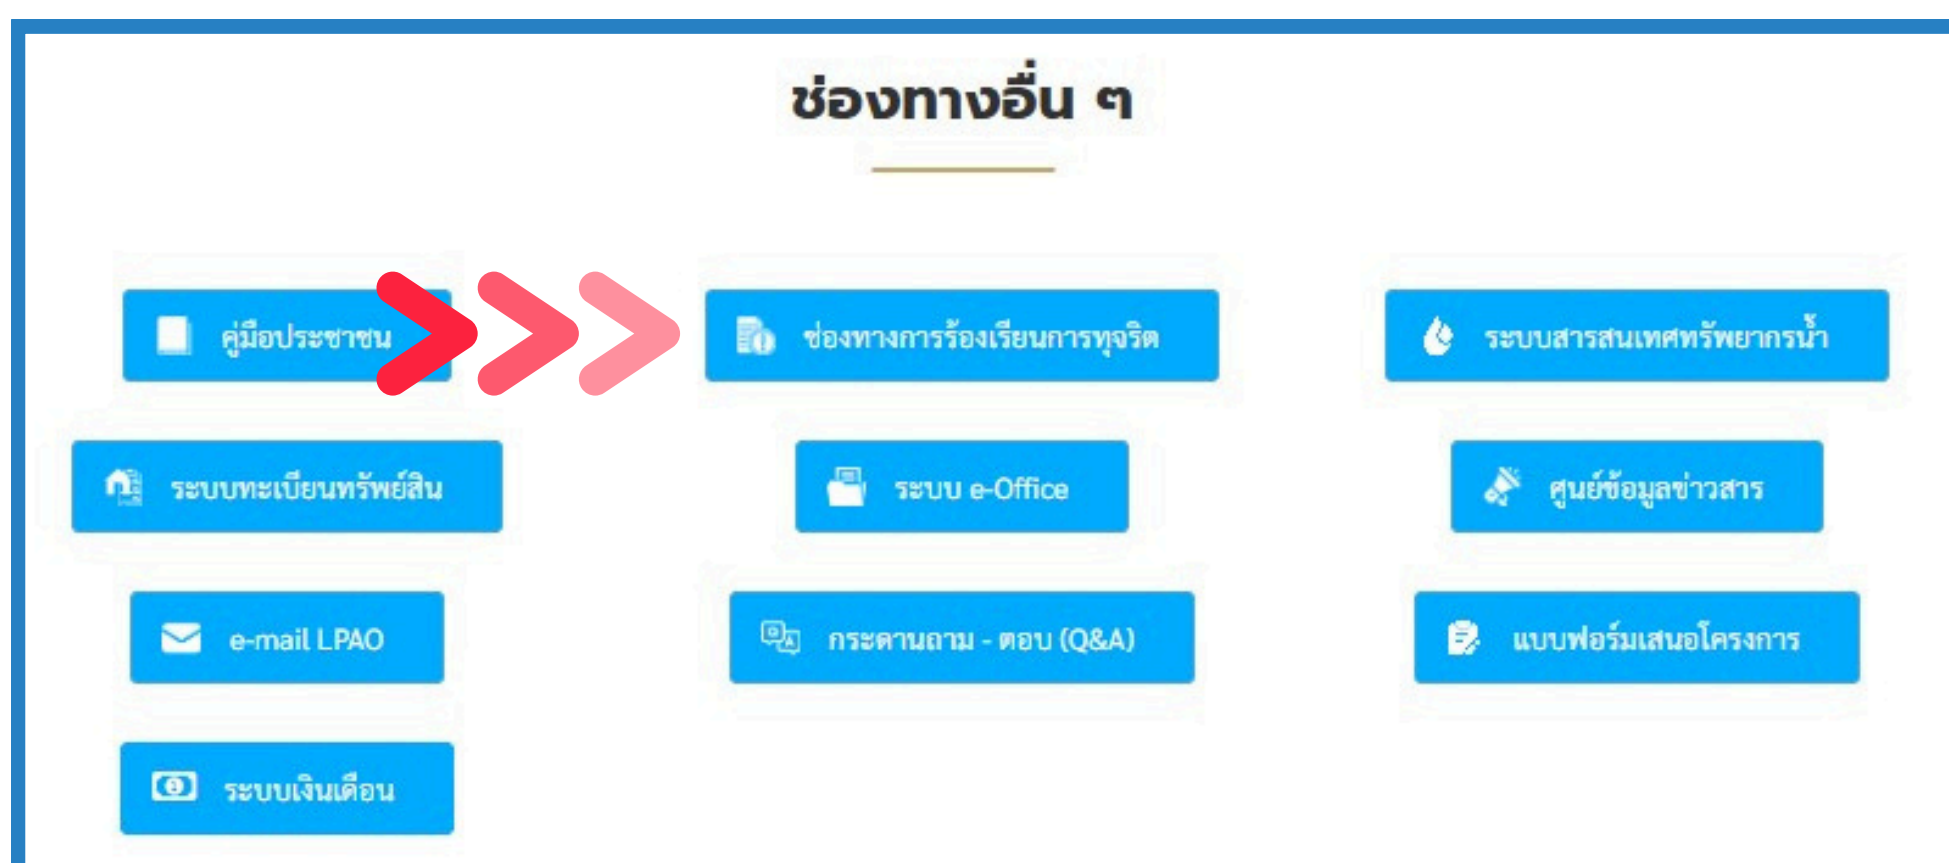 ช่องทางอื่น ๆ
คู่มือประชาชน
ช่องทางการร้องเรียนการทุจริต
ระบบสารสนเทศทรัพยากรน้ำ
ระบบทะเบียนทรัพย์สิน
ระบบ e-Office
ศูนย์ข้อมูลข่าวสาร
e-mail LPAO
กระดานถาม - ตอบ (Q&A)
แบบฟอร์มเสนอโครงการ
ระบบเงินเดือน